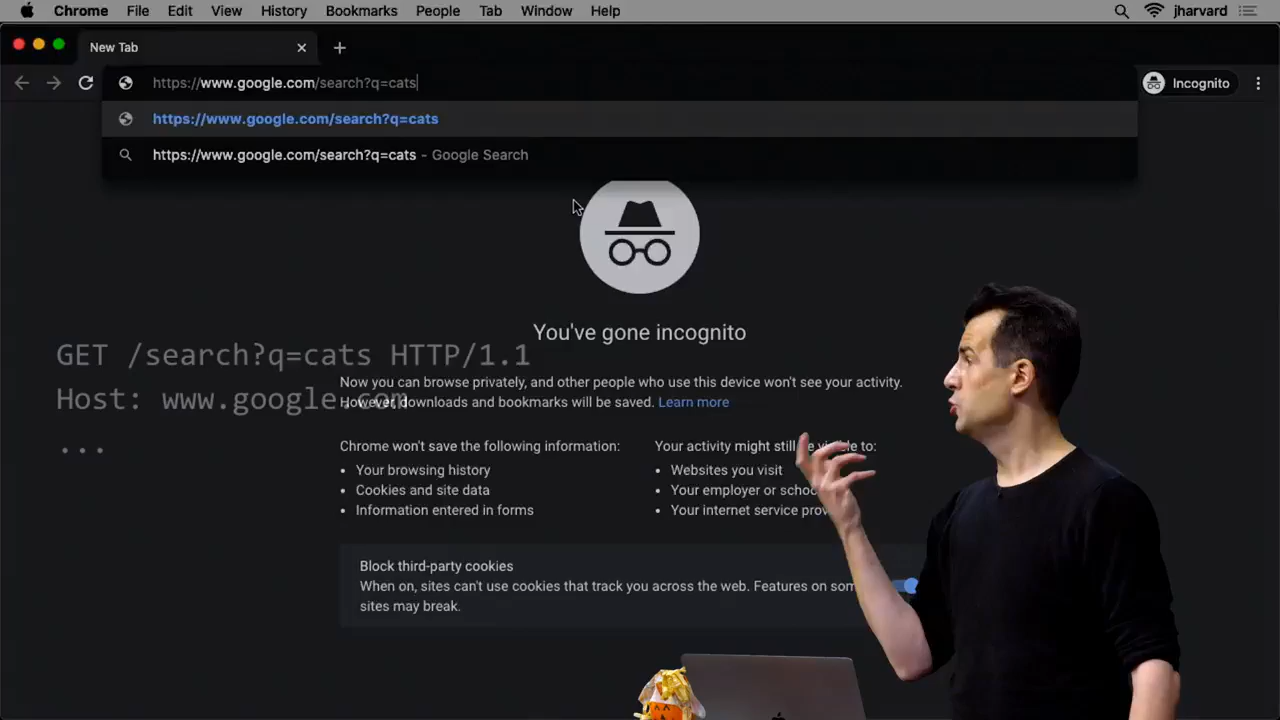 Chrome File Edit View History Bookmarks People Tab Window Help jharvard
New Tab
https://www.google.com/search?q=cats Incognito
https://www.google.com/search?q=cats
https://www.google.com/search?q=cats - Google Search
You've gone incognito
GET /search?q=cats HTTP/1.1
Host: www.google.com
...
Now you can browse privately, and other people who use this device won't see your activity.
However, downloads and bookmarks will be saved. Learn more
Chrome won't save the following information:
Your browsing history
Cookies and site data
Information entered in forms
Your activity might still be visible to:
Websites you visit
Your employer or schoo
Your internet service prov
Block third-party cookies
When on, sites can't use cookies that track you across the web. Features on som
sites may break.